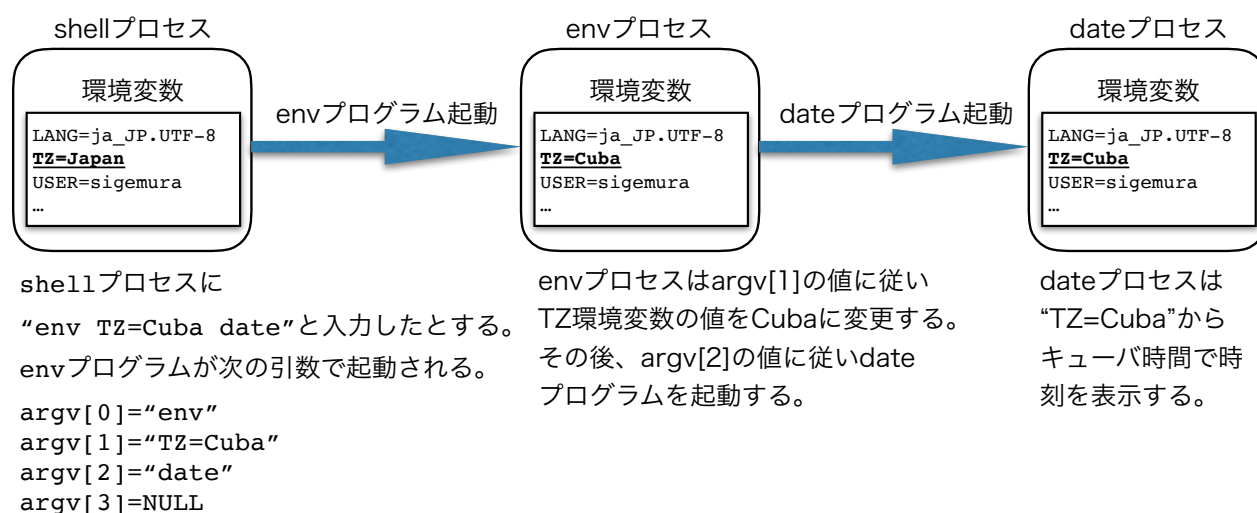 shellプロセス
環境変数
LANG=ja_JP.UTF-8
TZ=Japan
USER=sigemura
…
envプログラム起動
envプロセス
環境変数
LANG=ja_JP.UTF-8
TZ=Cuba
USER=sigemura
…
dateプログラム起動
dateプロセス
環境変数
LANG=ja_JP.UTF-8
TZ=Cuba
USER=sigemura
…
shellプロセスに
“env TZ=Cuba date”と入力したとする。
envプログラムが次の引数で起動される。
argv[0]=“env”
argv[1]=“TZ=Cuba”
argv[2]=“date”
argv[3]=NULL
envプロセスはargv[1]の値に従い
TZ環境変数の値をCubaに変更する。
その後、argv[2]の値に従いdate
プログラムを起動する。
dateプロセスは
“TZ=Cuba”から
キューバ時間で時
刻を表示する。